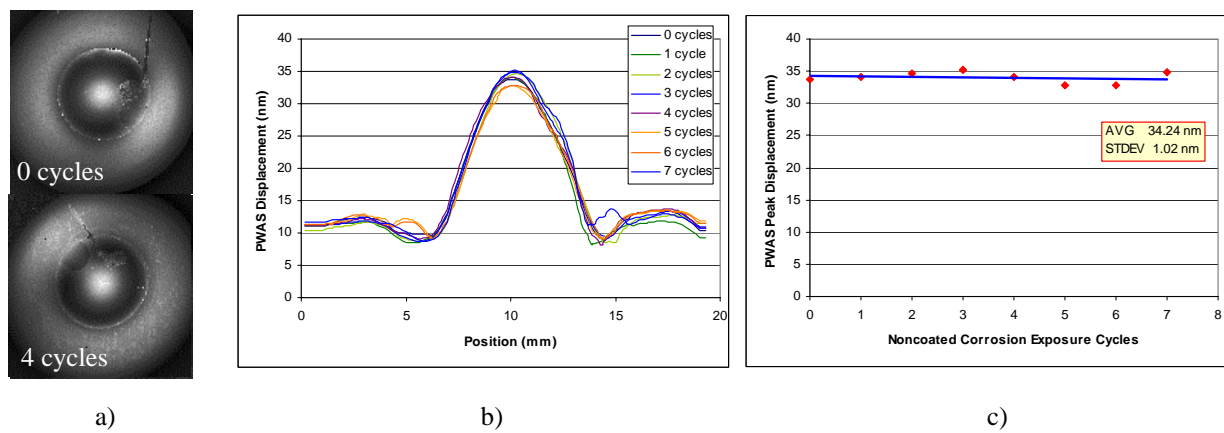 0 cycles
4 cycles
a)
PWAS Displacement (nm)
40
35
30
25
20
15
10
5
0
0 5 10 15 20
Position (mm)
0 cycles
1 cycle
2 cycles
3 cycles
4 cycles
5 cycles
6 cycles
7 cycles
b)
PWAS Peak Displacement (nm)
40
35
30
25
20
15
10
5
0
0 1 2 3 4 5 6 7 8
Noncoated Corrosion Exposure Cycles
AVG 34.24 nm
STDEV 1.02 nm
c)